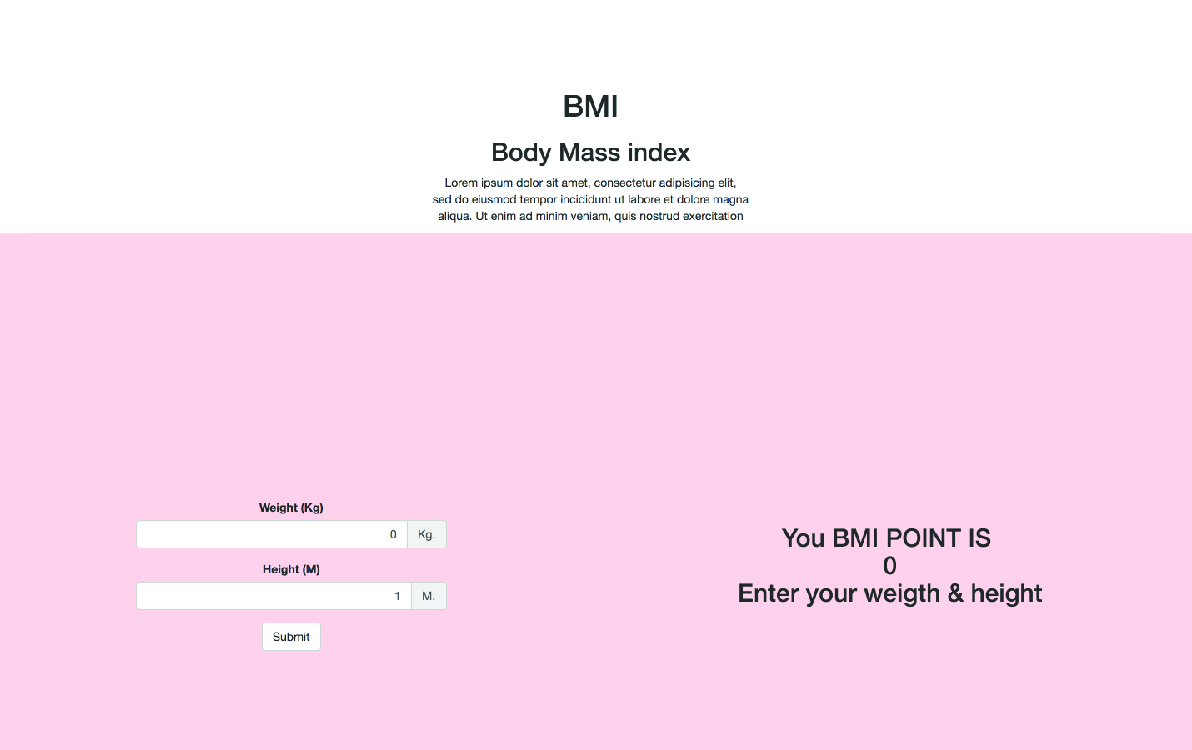 BMI
Body Mass index
Lorem ipsum dolor sit amet, consectetur adipisicing elit,
sed do eiusmod tempor incididunt ut labore et dolore magna
aliqua. Ut enim ad minim veniam, quis nostrud exercitation
Weight (Kg)
0 Kg.
Height (M)
1 M.
Submit
You BMI POINT IS
0
Enter your weigth & height